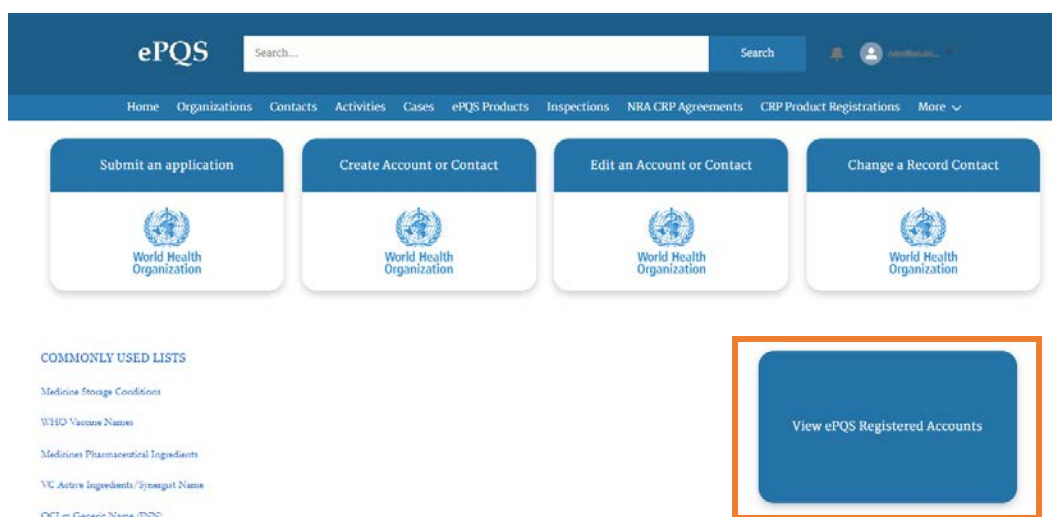 ePQS
Search...
Search
Home Organizations Contacts Activities Cases ePQS Products Inspections NRA CRP Agreements CRP Product Registrations More
Submit an application
Create Account or Contact
Edit an Account or Contact
Change a Record Contact
World Health
Organization
World Health
Organization
World Health
Organization
World Health
Organization
COMMONLY USED LISTS
Medicine Storage Conditions
WHO Vaccine Names
Medicines Pharmaceutical Ingredients
VC Active Ingredients/Synergist Name
Generic Name (INN)
View ePQS Registered Accounts